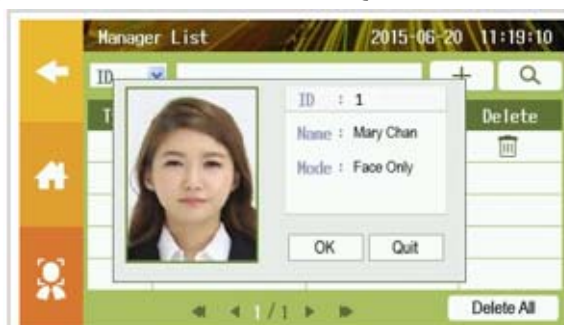 Manager List 2015-06-20 11:19:10
ID
Delete
ID : 1
Name : Mary Chan
Mode : Face Only
OK Quit
1/1
Delete All